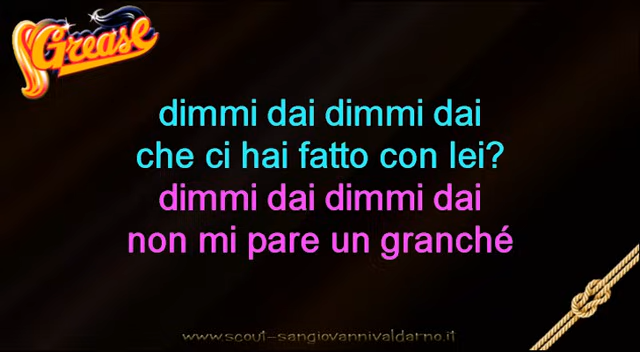 Grease
dimmi dai dimmi dai
che ci hai fatto con lei?
dimmi dai dimmi dai
non mi pare un granché
www.scout-sangiovannivaldarno.it